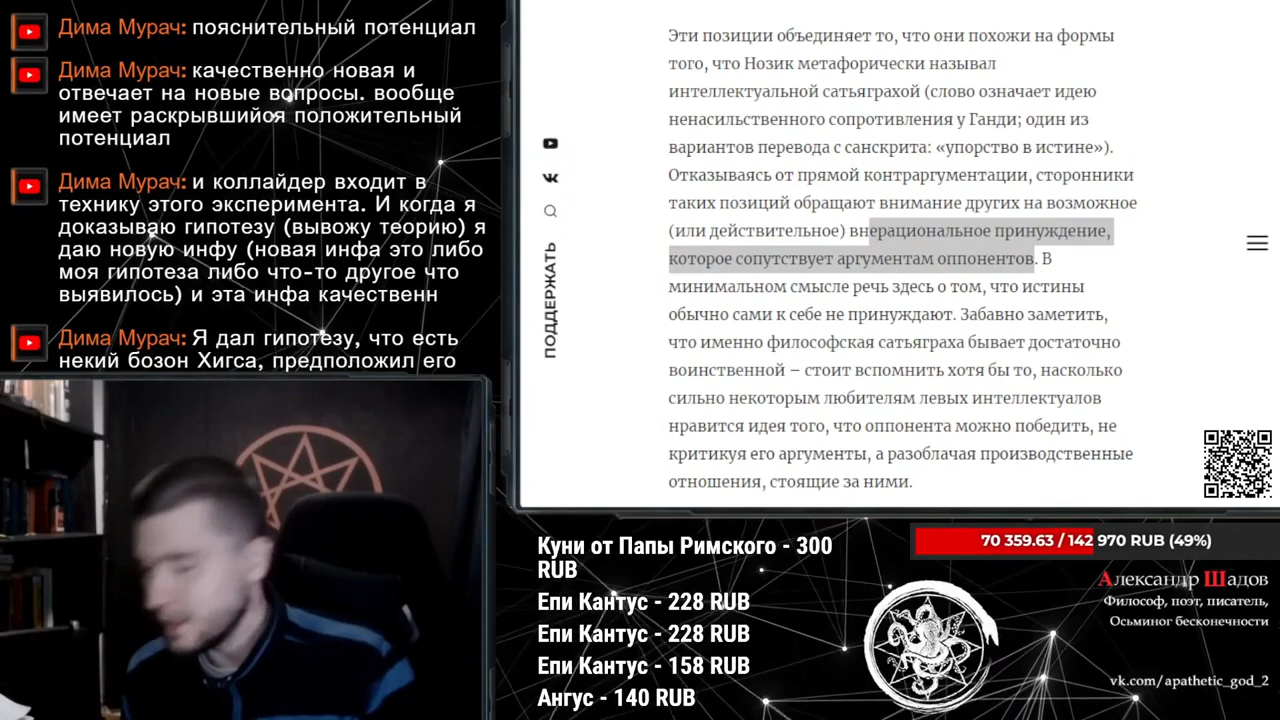 Дима Мурач: пояснительный потенциал
Дима Мурач: качественно новая и
отвечает на новые вопросы. вообще
имеет раскрывшийся положительный
потенциал
Дима Мурач: и коллайдер входит в
технику этого эксперимента. И когда я
доказываю гипотезу (вывожу теорию) я
даю новую инфу (новая инфа это либо
моя гипотеза либо что-то другое что
выявилось) и эта инфа качественн
Дима Мурач: Я дал гипотезу, что есть
некий бозон Хигса, предположил его
ПОДДЕРЖАТЬ
Эти позиции объединяет то, что они похожи на формы
того, что Нозик метафорически называл
интеллектуальной сатьяграхой (слово означает идею
ненасильственного сопротивления у Ганди; один из
вариантов перевода с санскрита: «упорство в истине»).
Отказываясь от прямой контраргументации, сторонники
таких позиций обращают внимание других на возможное
(или действительное) внерациональное принуждение,
которое сопутствует аргументам оппонентов. В
минимальном смысле речь здесь о том, что истины
обычно сами к себе не принуждают. Забавно заметить,
что именно философская сатьяграха бывает достаточно
воинственной – стоит вспомнить хотя бы то, насколько
сильно некоторым любителям левых интеллектуалов
нравится идея того, что оппонента можно победить, не
критикуя его аргументы, а разоблачая производственные
отношения, стоящие за ними.
Куни от Папы Римского - 300
RUB
Епи Кантус - 228 RUB
Епи Кантус - 228 RUB
Епи Кантус - 158 RUB
Ангус - 140 RUB
70 359.63 / 142 970 RUB (49%)
Александр Шадов
Философ, поэт, писатель,
Осьминог бесконечности
vk.com/apathetic_god_2